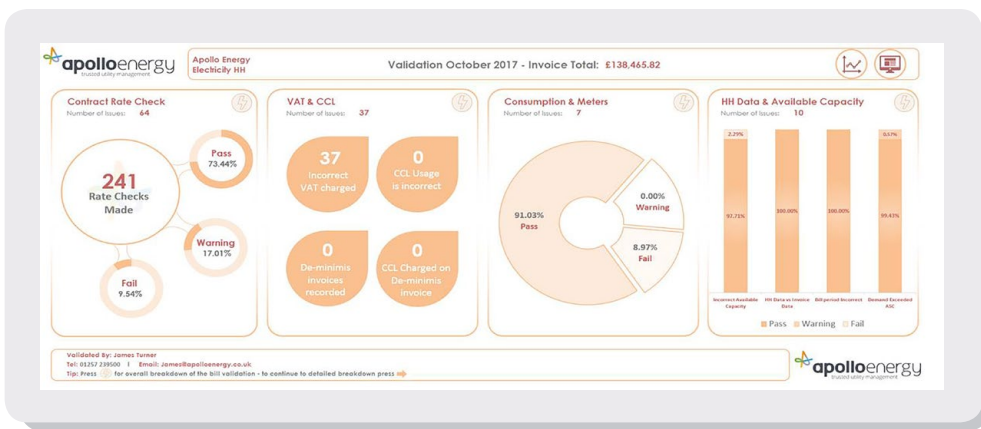 apolloenergy
trusted utility management
Apollo Energy
Electricity HH
Validation October 2017 - Invoice Total: £138,465.82
Contract Rate Check
Number of Issues: 64
241
Rate Checks
Made
Pass
73.44%
Warning
17.01%
Fail
9.54%
VAT & CCL
Number of Issues: 37
37
Incorrect
VAT charged
0
CCL Usage
is incorrect
0
De-minimis
invoices
recorded
0
CCL Charged on
De-minimis
invoice
Consumption & Meters
Number of Issues: 7
91.03%
Pass
0.00%
Warning
8.97%
Fail
HH Data & Available Capacity
Number of Issues: 10
2.29%
97.71%
100.00%
100.00%
0.57%
99.43%
Incorrect Available
Capacity
HH Data vs Invoice
Data
Bill period Incorrect
Demand Exceeded
ASC
Pass Warning Fail
Validated By: James Turner
Tel: 01257 239500 | Email: James@apolloenergy.co.uk
Tip: Press for overall breakdown of the bill validation - to continue to detailed breakdown press
apolloenergy
trusted utility management